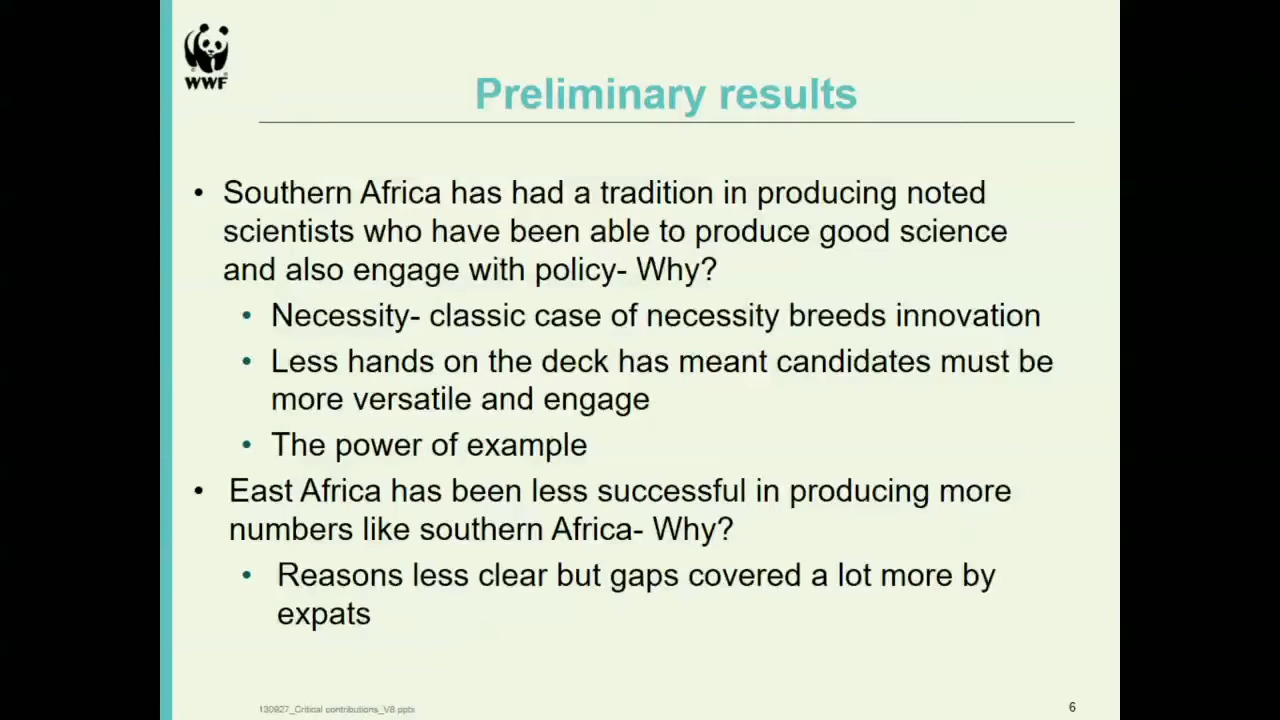 WWF
Preliminary results
• Southern Africa has had a tradition in producing noted
scientists who have been able to produce good science
and also engage with policy- Why?
• Necessity- classic case of necessity breeds innovation
• Less hands on the deck has meant candidates must be
more versatile and engage
• The power of example
• East Africa has been less successful in producing more
numbers like southern Africa- Why?
• Reasons less clear but gaps covered a lot more by
expats
130927_Critical contributions_V8.pptx
6